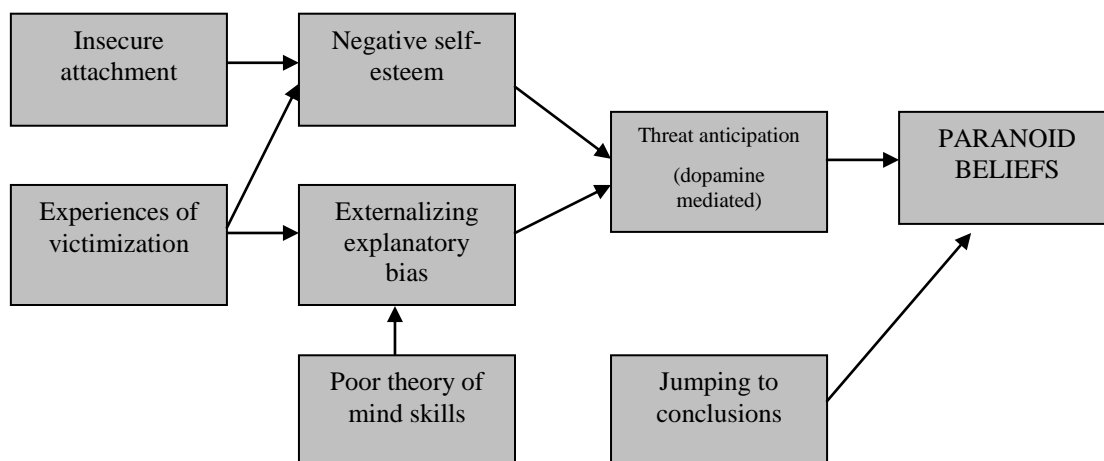 Insecure
attachment
Negative self-
esteem
Threat anticipation
(dopamine
mediated)
PARANOID
BELIEFS
Experiences of
victimization
Externalizing
explanatory
bias
Poor theory of
mind skills
Jumping to
conclusions